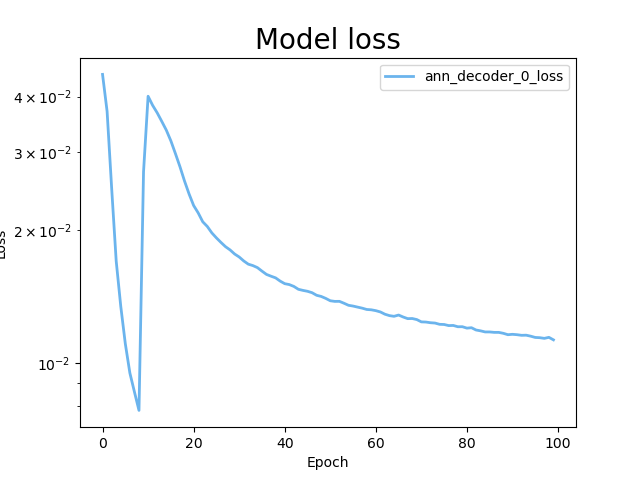 Model loss
ann_decoder_0_loss
4 × 10⁻²
3 × 10⁻²
2 × 10⁻²
10⁻²
Loss
0 20 40 60 80 100
Epoch